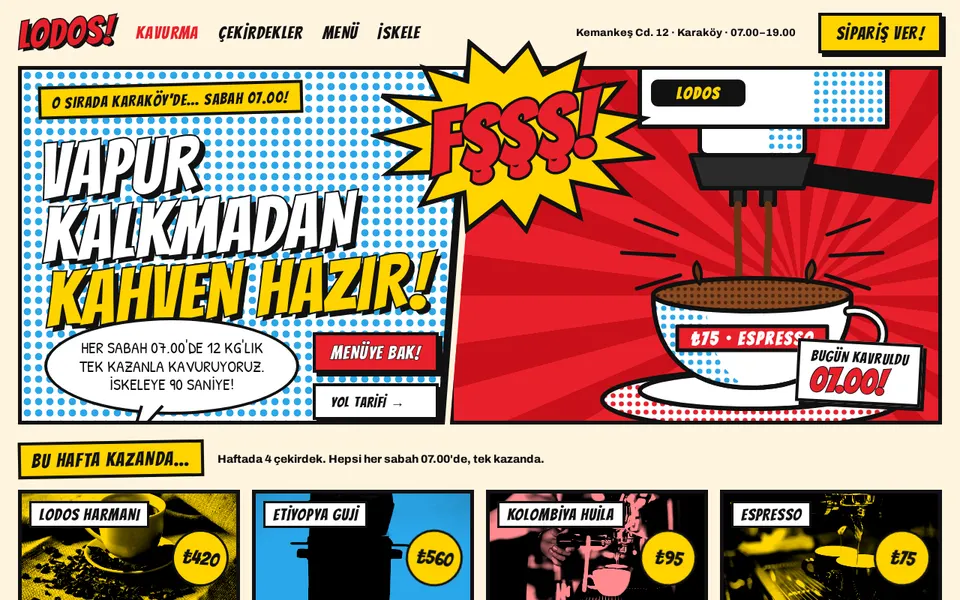 LODOS!
KAVURMA
ÇEKİRDEKLER
MENÜ
İSKELE
Kemankeş Cd. 12 · Karaköy · 07.00–19.00
SİPARİŞ VER!
O SIRADA KARAKÖY'DE... SABAH 07.00!
VAPUR
KALKMADAN
KAHVEN HAZIR!
HER SABAH 07.00'DE 12 KG'LIK
TEK KAZANLA KAVURUYORUZ.
İSKELEYE 90 SANİYE!
MENÜYE BAK!
YOL TARİFİ →
FŞŞŞ!
LODOS
₺75 · ESPRESSO
BUGÜN KAVRULDU
07.00!
BU HAFTA KAZANDA...
Haftada 4 çekirdek. Hepsi her sabah 07.00'de, tek kazanda.
LODOS HARMANI
₺420
ETİYOPYA GUJİ
₺560
KOLOMBİYA HUİLA
₺95
ESPRESSO
₺75